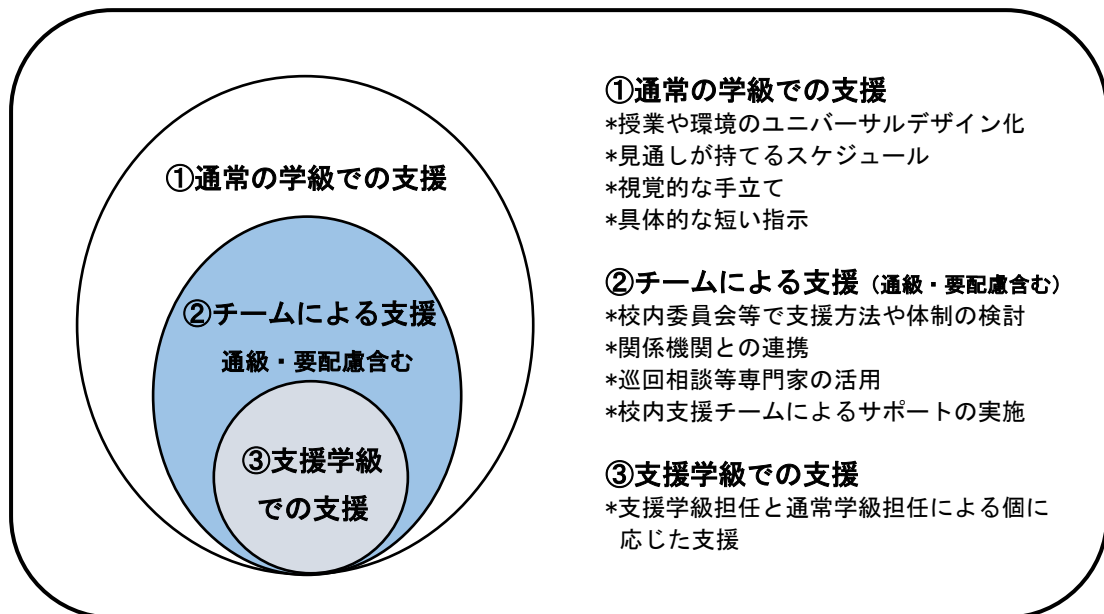 ①通常の学級での支援
②チームによる支援
通級・要配慮含む
③支援学級
での支援
①通常の学級での支援
*授業や環境のユニバーサルデザイン化
*見通しが持てるスケジュール
*視覚的な手立て
*具体的な短い指示
②チームによる支援（通級・要配慮含む）
*校内委員会等で支援方法や体制の検討
*関係機関との連携
*巡回相談等専門家の活用
*校内支援チームによるサポートの実施
③支援学級での支援
*支援学級担任と通常学級担任による個に
応じた支援